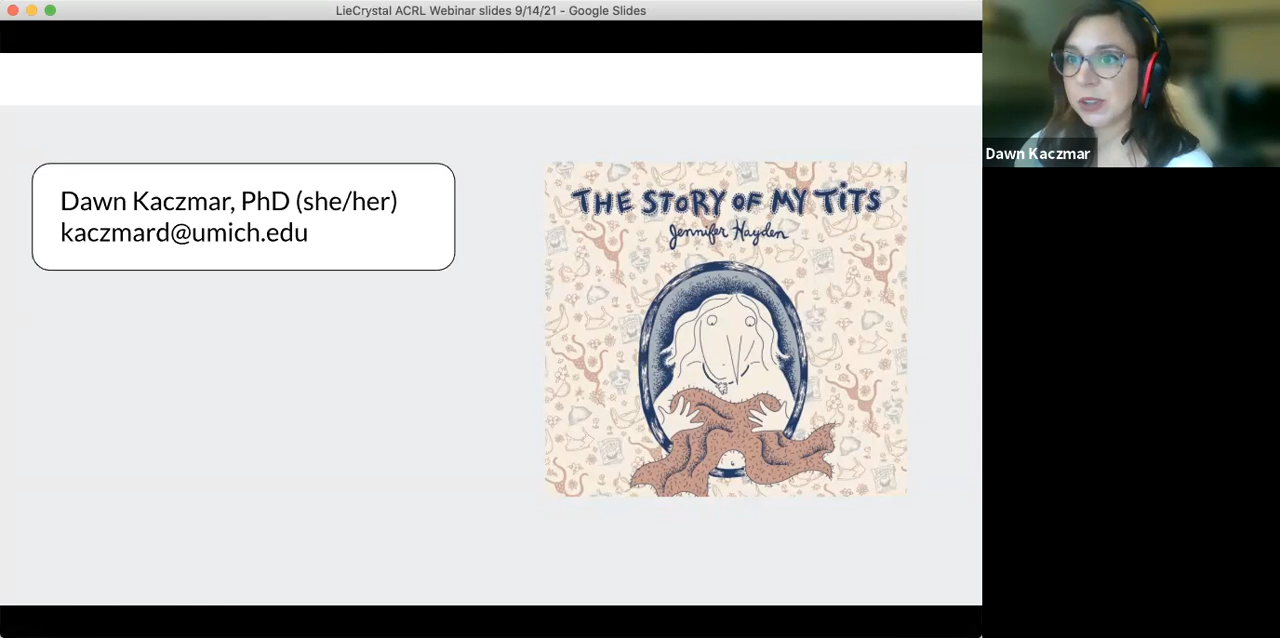 LieCrystal ACRL Webinar slides 9/14/21 - Google Slides
Dawn Kaczmar, PhD (she/her)
kaczmard@umich.edu
THE STORY OF MY TiTS
Jennifer Hayden
Dawn Kaczmar